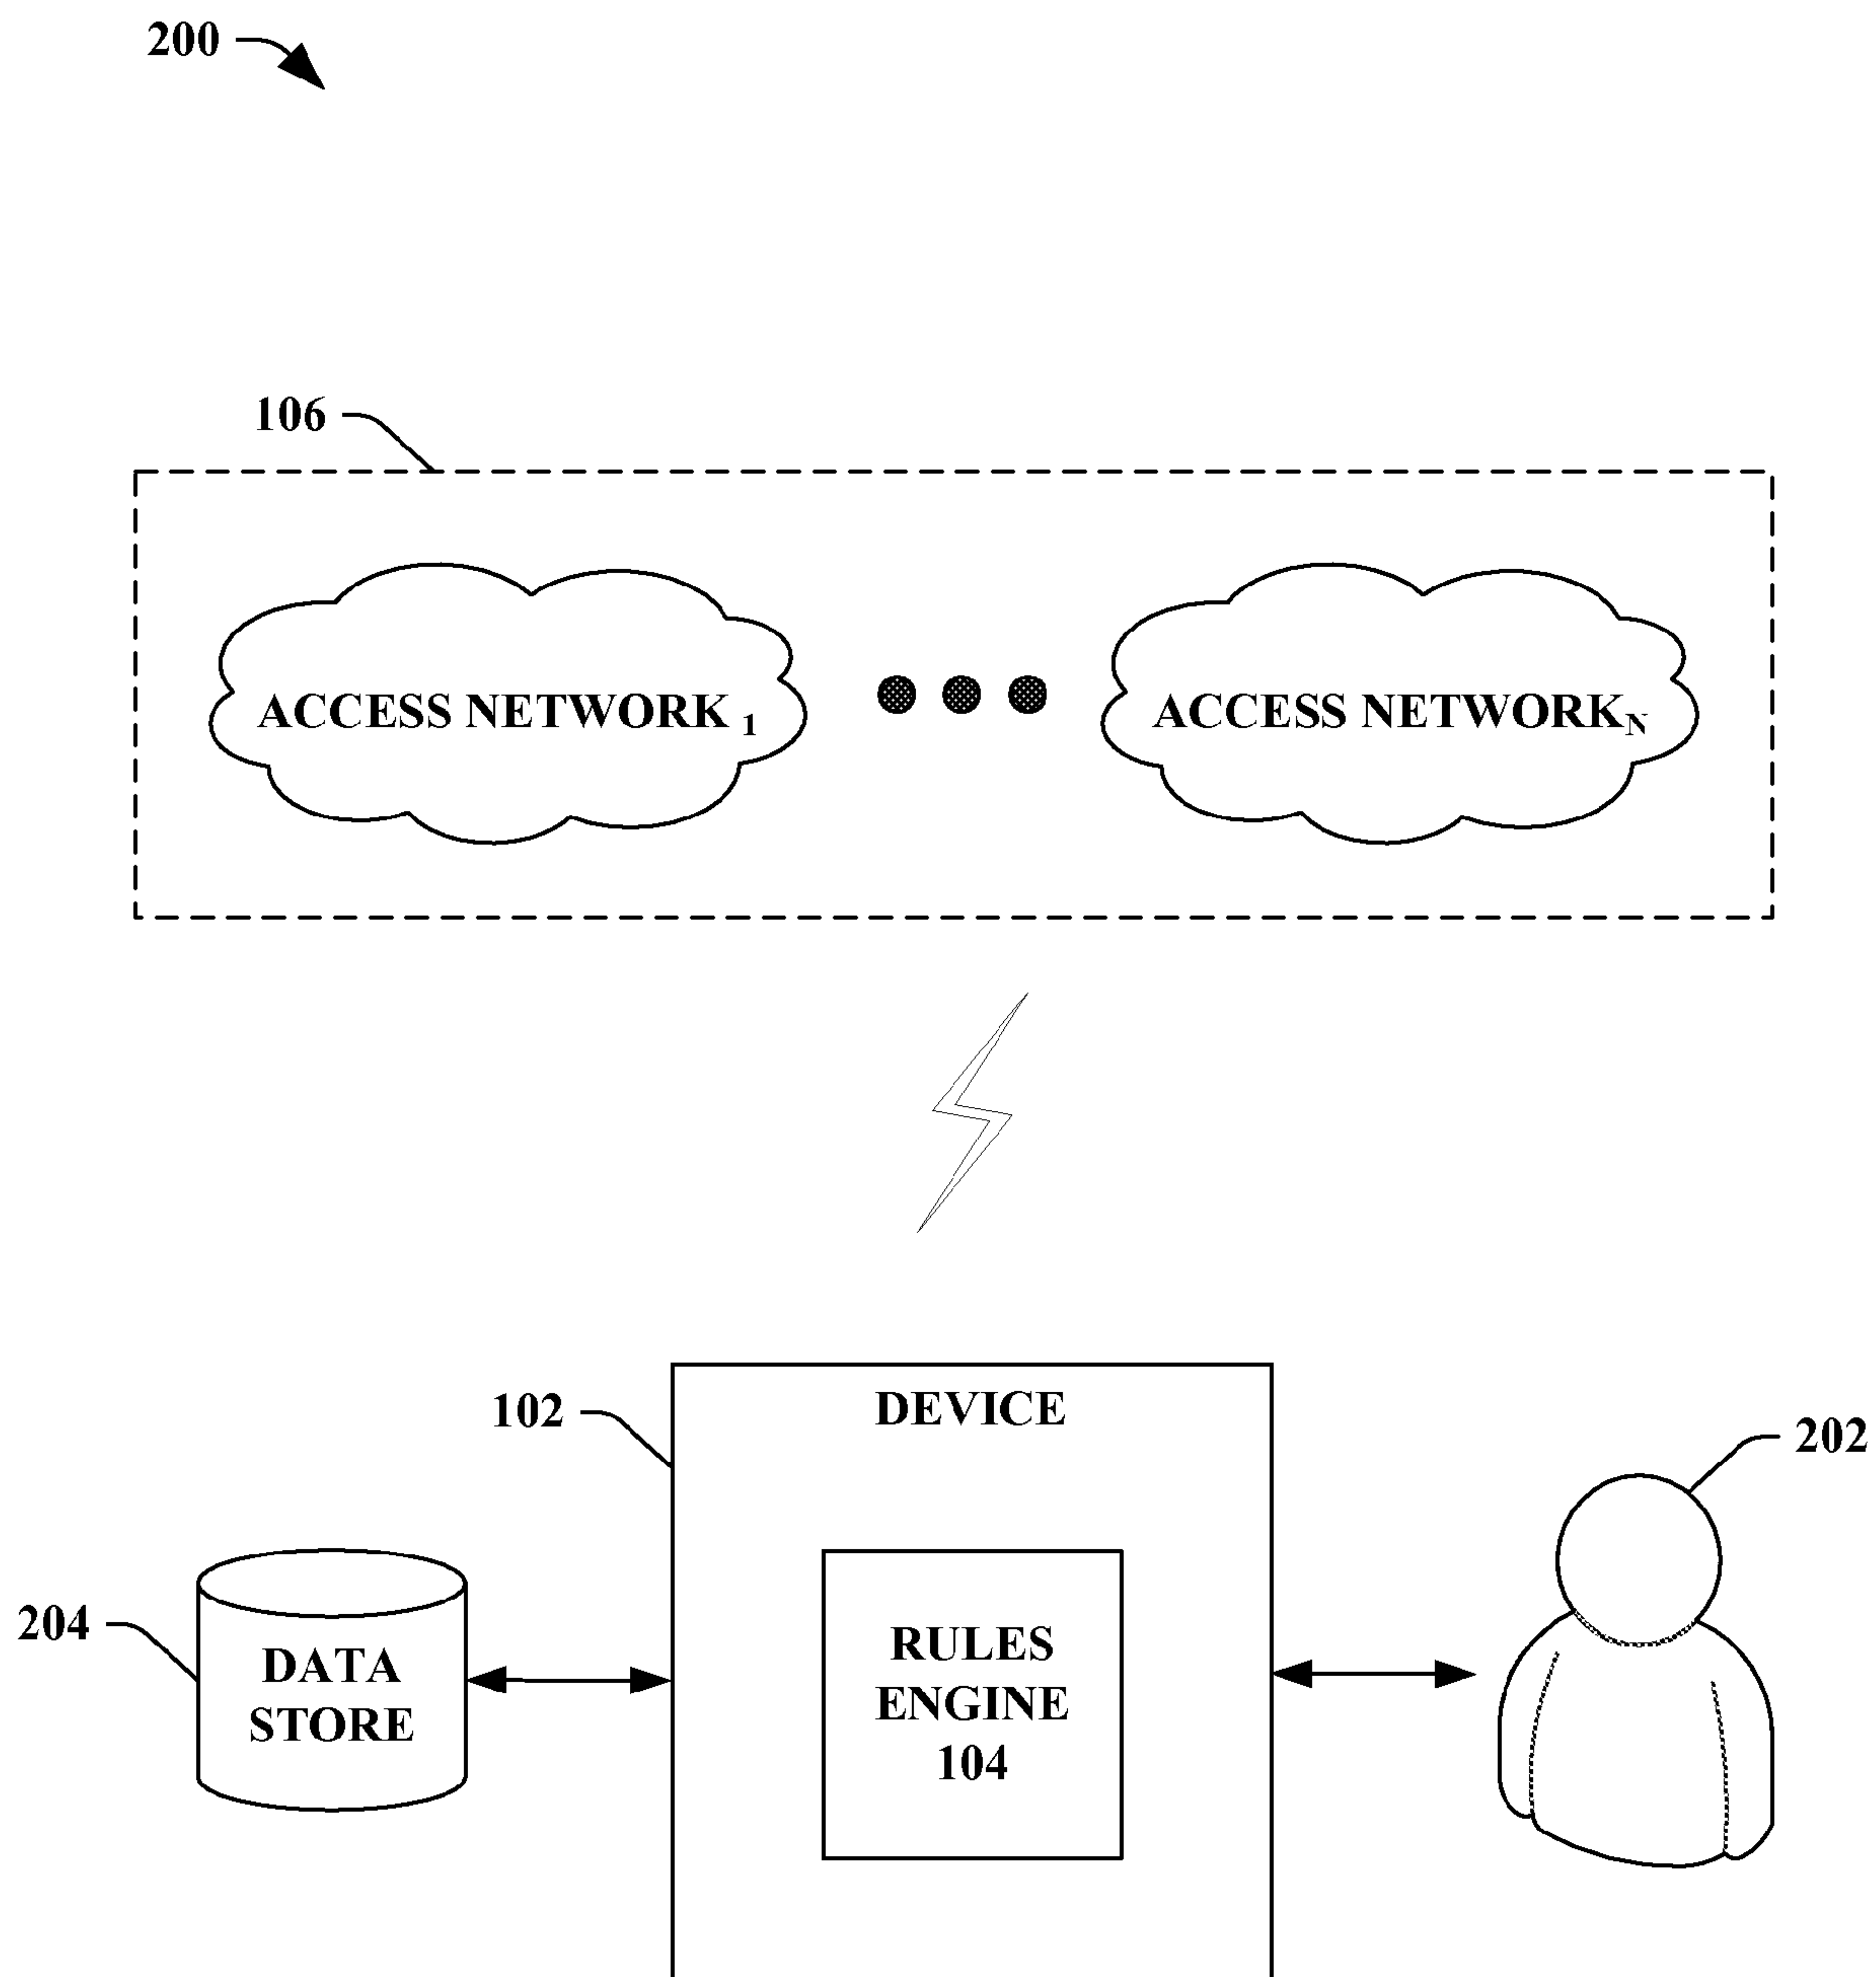 200
106
ACCESS NETWORK 1
ACCESS NETWORKN
102
DEVICE
202
204
DATA
STORE
RULES
ENGINE
104